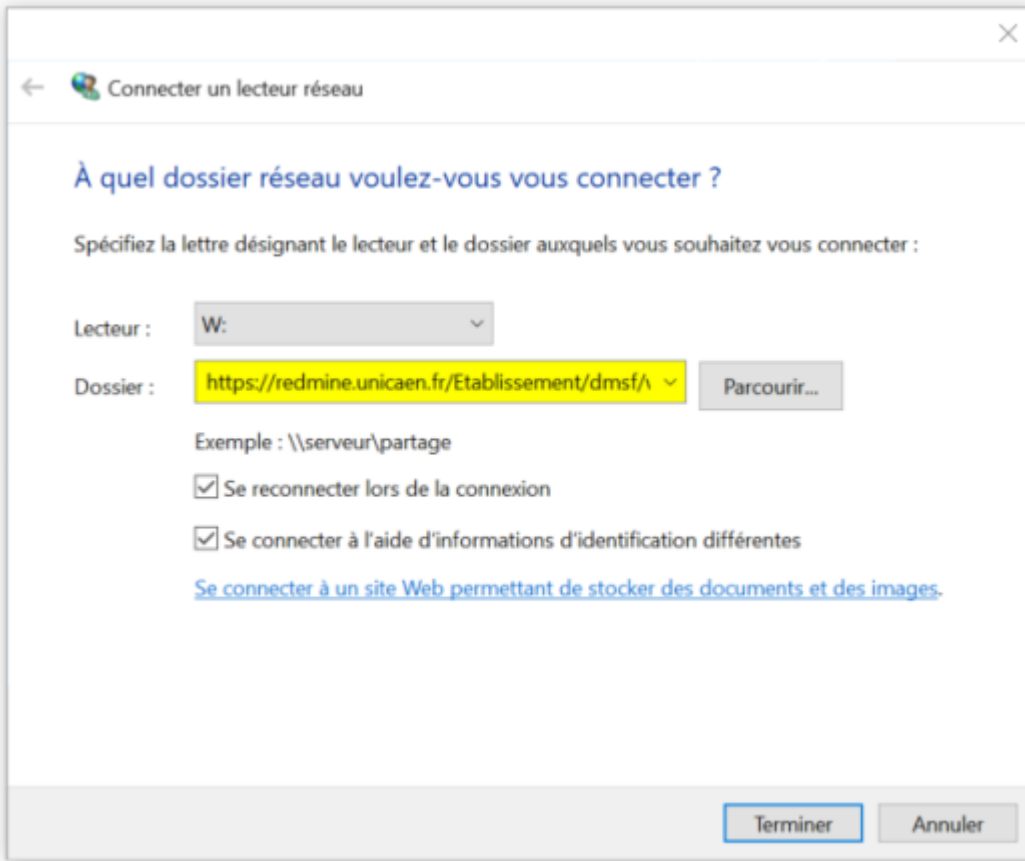 Connecter un lecteur réseau
À quel dossier réseau voulez-vous vous connecter ?
Spécifiez la lettre désignant le lecteur et le dossier auxquels vous souhaitez vous connecter :
Lecteur : W:
Dossier : https://redmine.unicaen.fr/Etablissement/dmsf/ Parcourir...
Exemple : \\serveur\partage
Se reconnecter lors de la connexion
Se connecter à l'aide d'informations d'identification différentes
Se connecter à un site Web permettant de stocker des documents et des images.
Terminer Annuler